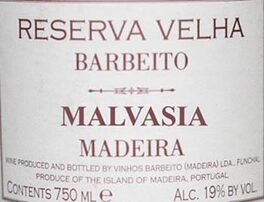 RESERVA VELHA
BARBEITO
MALVASIA
MADEIRA
WINE PRODUCED AND BOTTLED BY VINHOS BARBEITO (MADEIRA) LDA., FUNCHAL
PRODUCE OF THE ISLAND OF MADEIRA, PORTUGAL
CONTENTS 750 ML e ALC. 19% BY VOL.